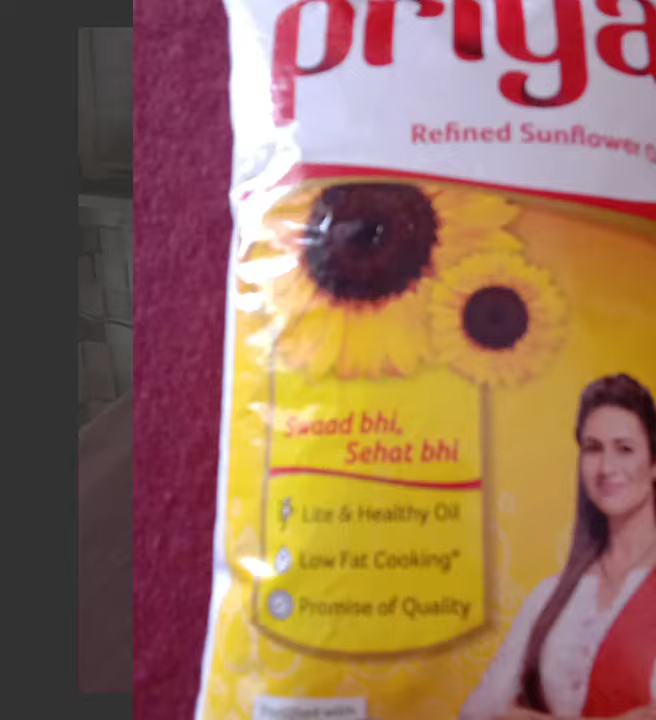 priya
Refined Sunflower
Swaad bhi,
Sehat bhi
Lite & Healthy Oil
Low Fat Cooking*
Promise of Quality